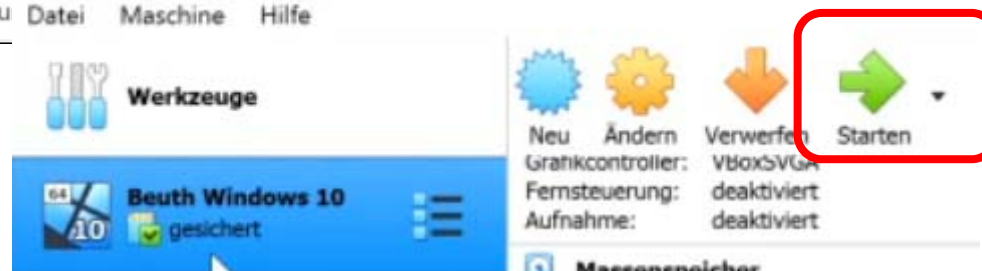 u
Datei Maschine Hilfe
Werkzeuge
Neu Ändern Verwerfen Starten
64
10
Beuth Windows 10
gesichert
Grafikcontroller: VBoxSVGA
Fernsteuerung: deaktiviert
Aufnahme: deaktiviert
Massenspeicher